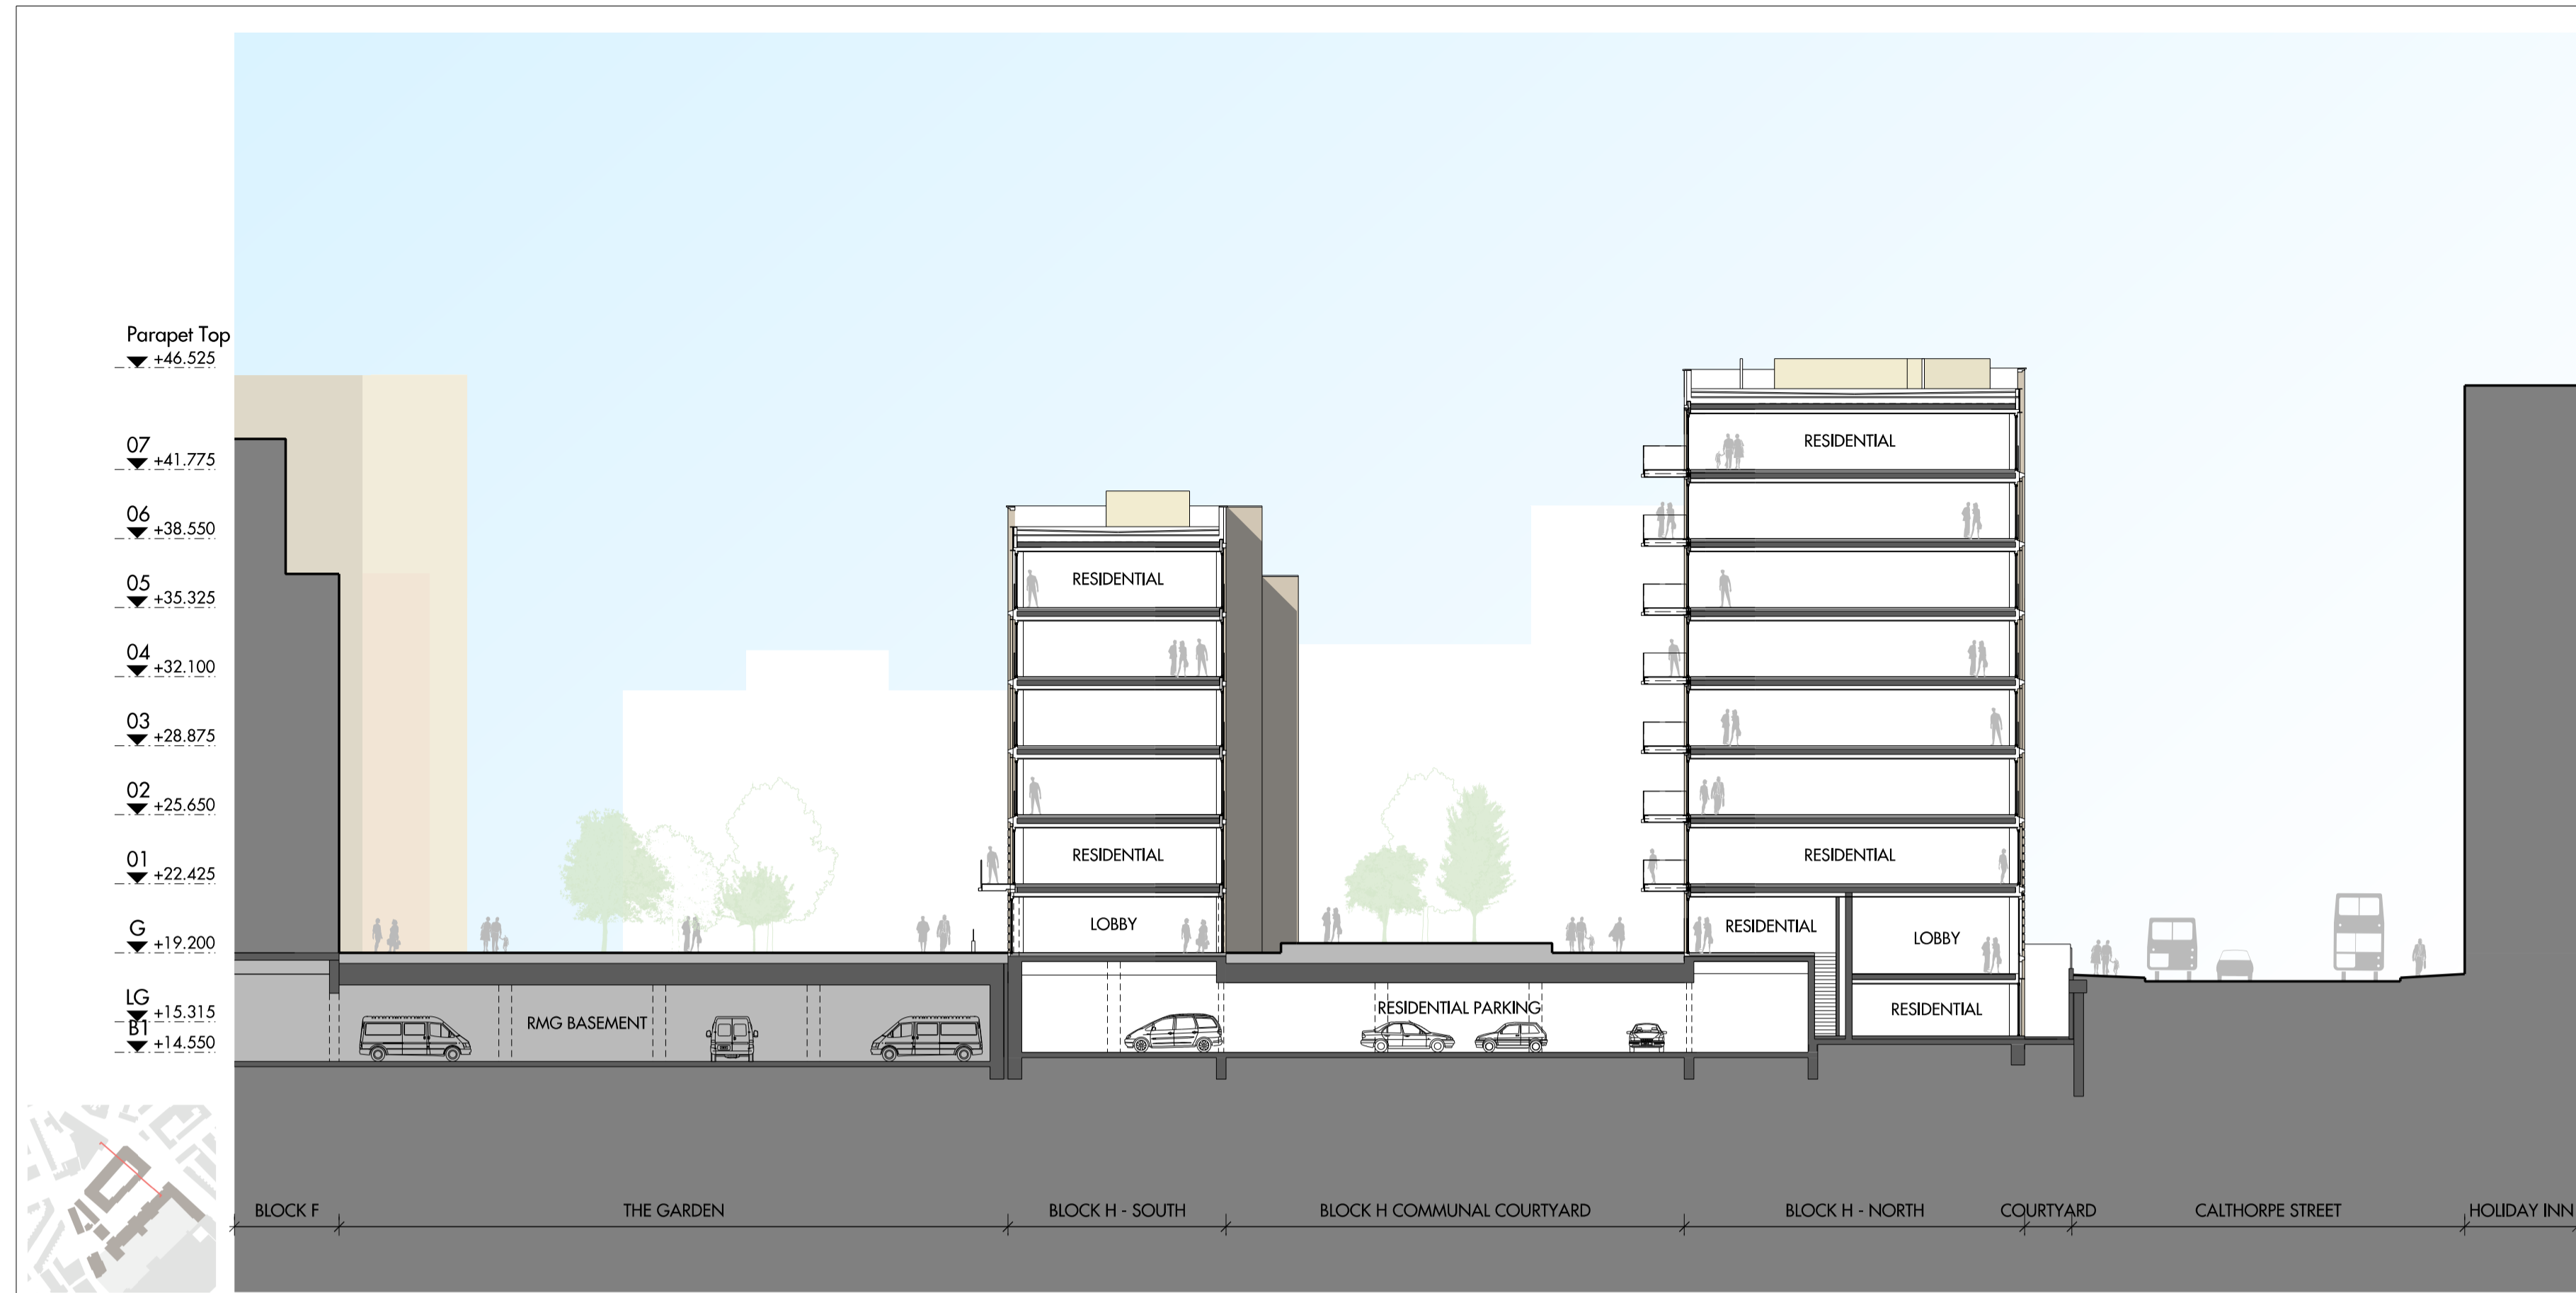 Parapet Top
+46.525
07
+41.775
06
+38.550
05
+35.325
04
+32.100
03
+28.875
02
+25.650
01
+22.425
G
+19.200
LG
+15.315
B1
+14.550
RESIDENTIAL
RESIDENTIAL
LOBBY
RESIDENTIAL
RESIDENTIAL
RESIDENTIAL
LOBBY
RESIDENTIAL
RMG BASEMENT
RESIDENTIAL PARKING
BLOCK F
THE GARDEN
BLOCK H - SOUTH
BLOCK H COMMUNAL COURTYARD
BLOCK H - NORTH
COURTYARD
CALTHORPE STREET
HOLIDAY INN